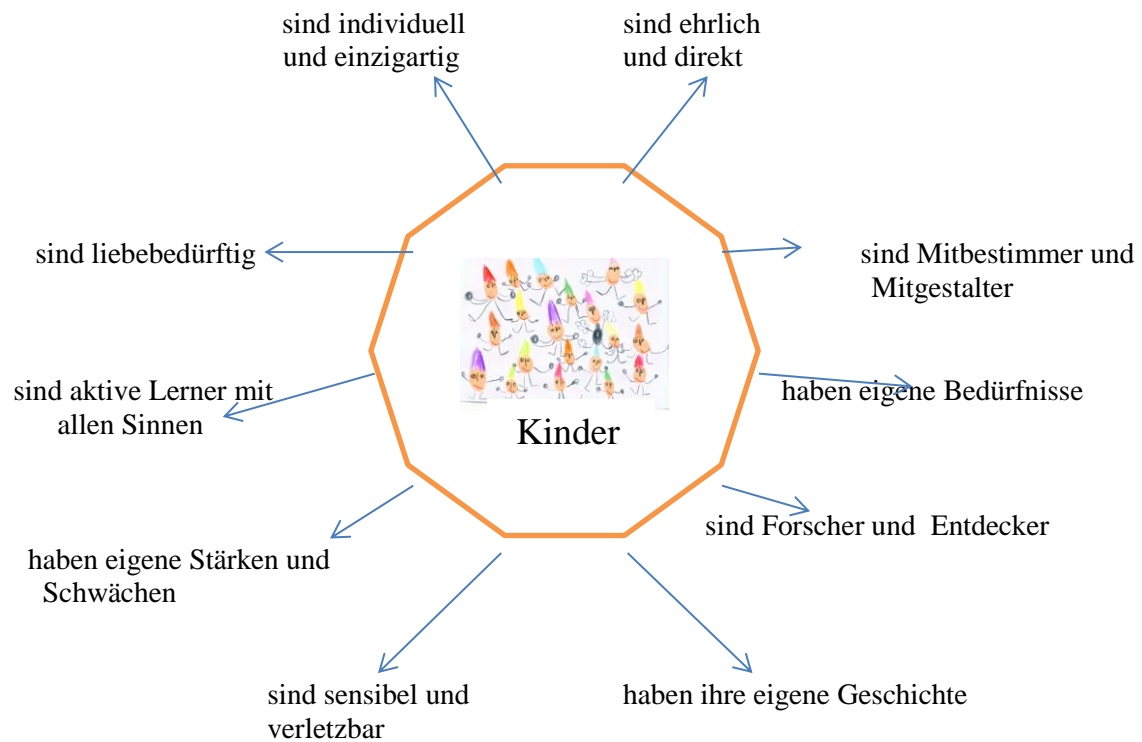 sind individuell
und einzigartig
sind ehrlich
und direkt
sind liebebedürftig
sind Mitbestimmer und
Mitgestalter
sind aktive Lerner mit
allen Sinnen
haben eigene Bedürfnisse
Kinder
haben eigene Stärken und
Schwächen
sind Forscher und  Entdecker
sind sensibel und
verletzbar
haben ihre eigene Geschichte